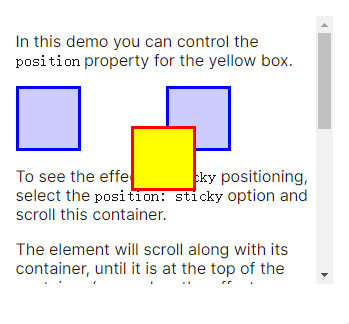 In this demo you can control the
position property for the yellow box.
To see the effe cky positioning,
select the position: sticky option and
scroll this container.
The element will scroll along with its
container, until it is at the top of the